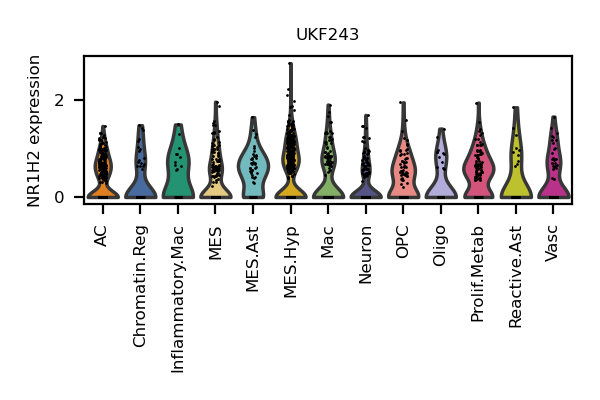 UKF243
NR1H2 expression
2
0
AC
Chromatin.Reg
Inflammatory.Mac
MES
MES.Ast
MES.Hyp
Mac
Neuron
OPC
Oligo
Prolif.Metab
Reactive.Ast
Vasc